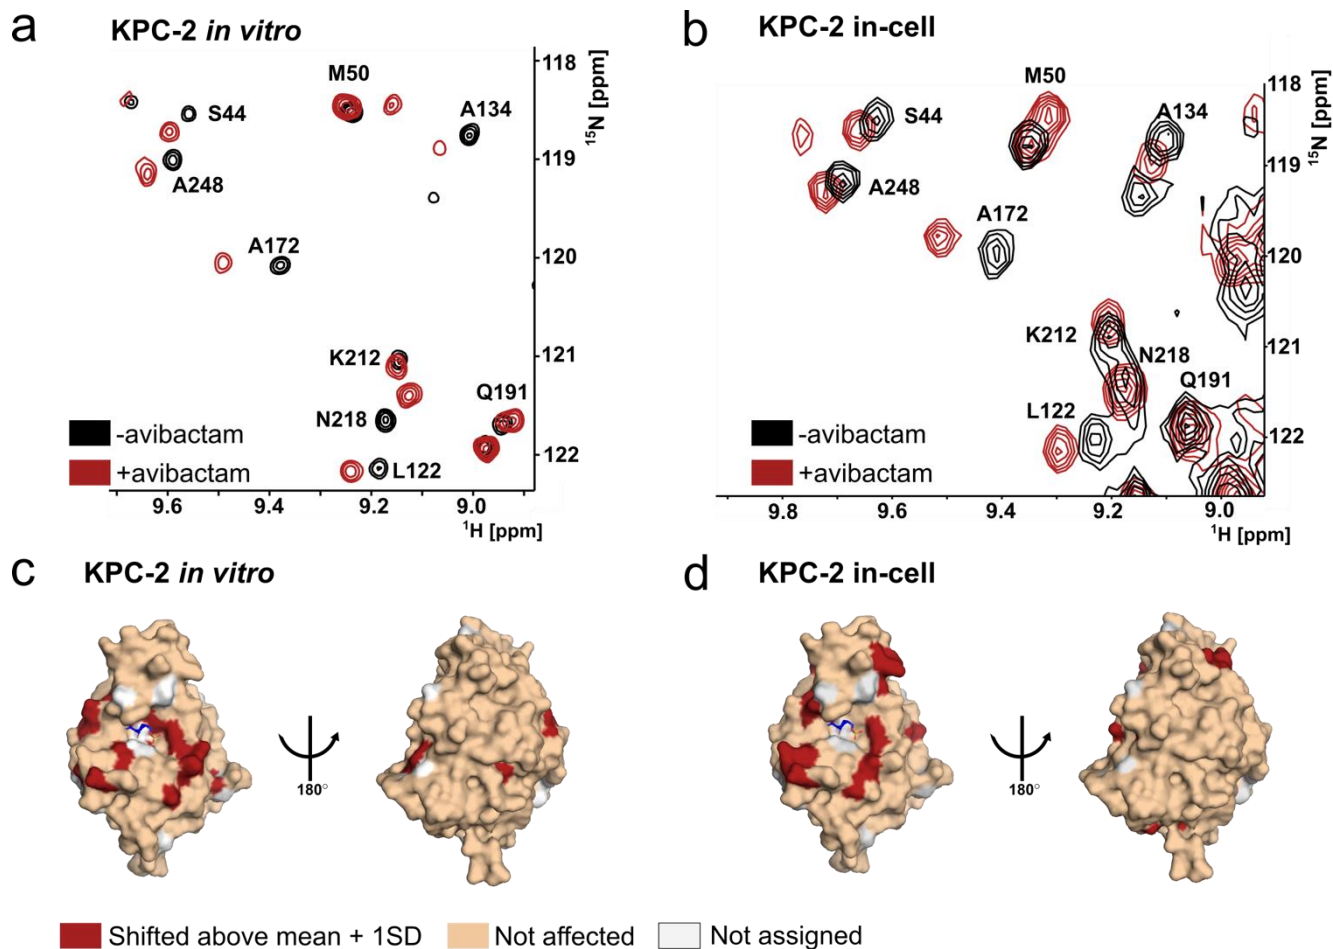 a
KPC-2 in vitro
118
119
120
121
122
15N [ppm]
M50
A134
S44
A248
A172
K212
N218
Q191
L122
-avibactam
+avibactam
9.6
9.4
9.2
9.0
1H [ppm]
b
KPC-2 in-cell
118
119
120
121
122
15N [ppm]
M50
S44
A134
A248
A172
K212
N218
Q191
L122
-avibactam
+avibactam
9.8
9.6
9.4
9.2
9.0
1H [ppm]
c
KPC-2 in vitro
180°
d
KPC-2 in-cell
180°
Shifted above mean + 1SD
Not affected
Not assigned